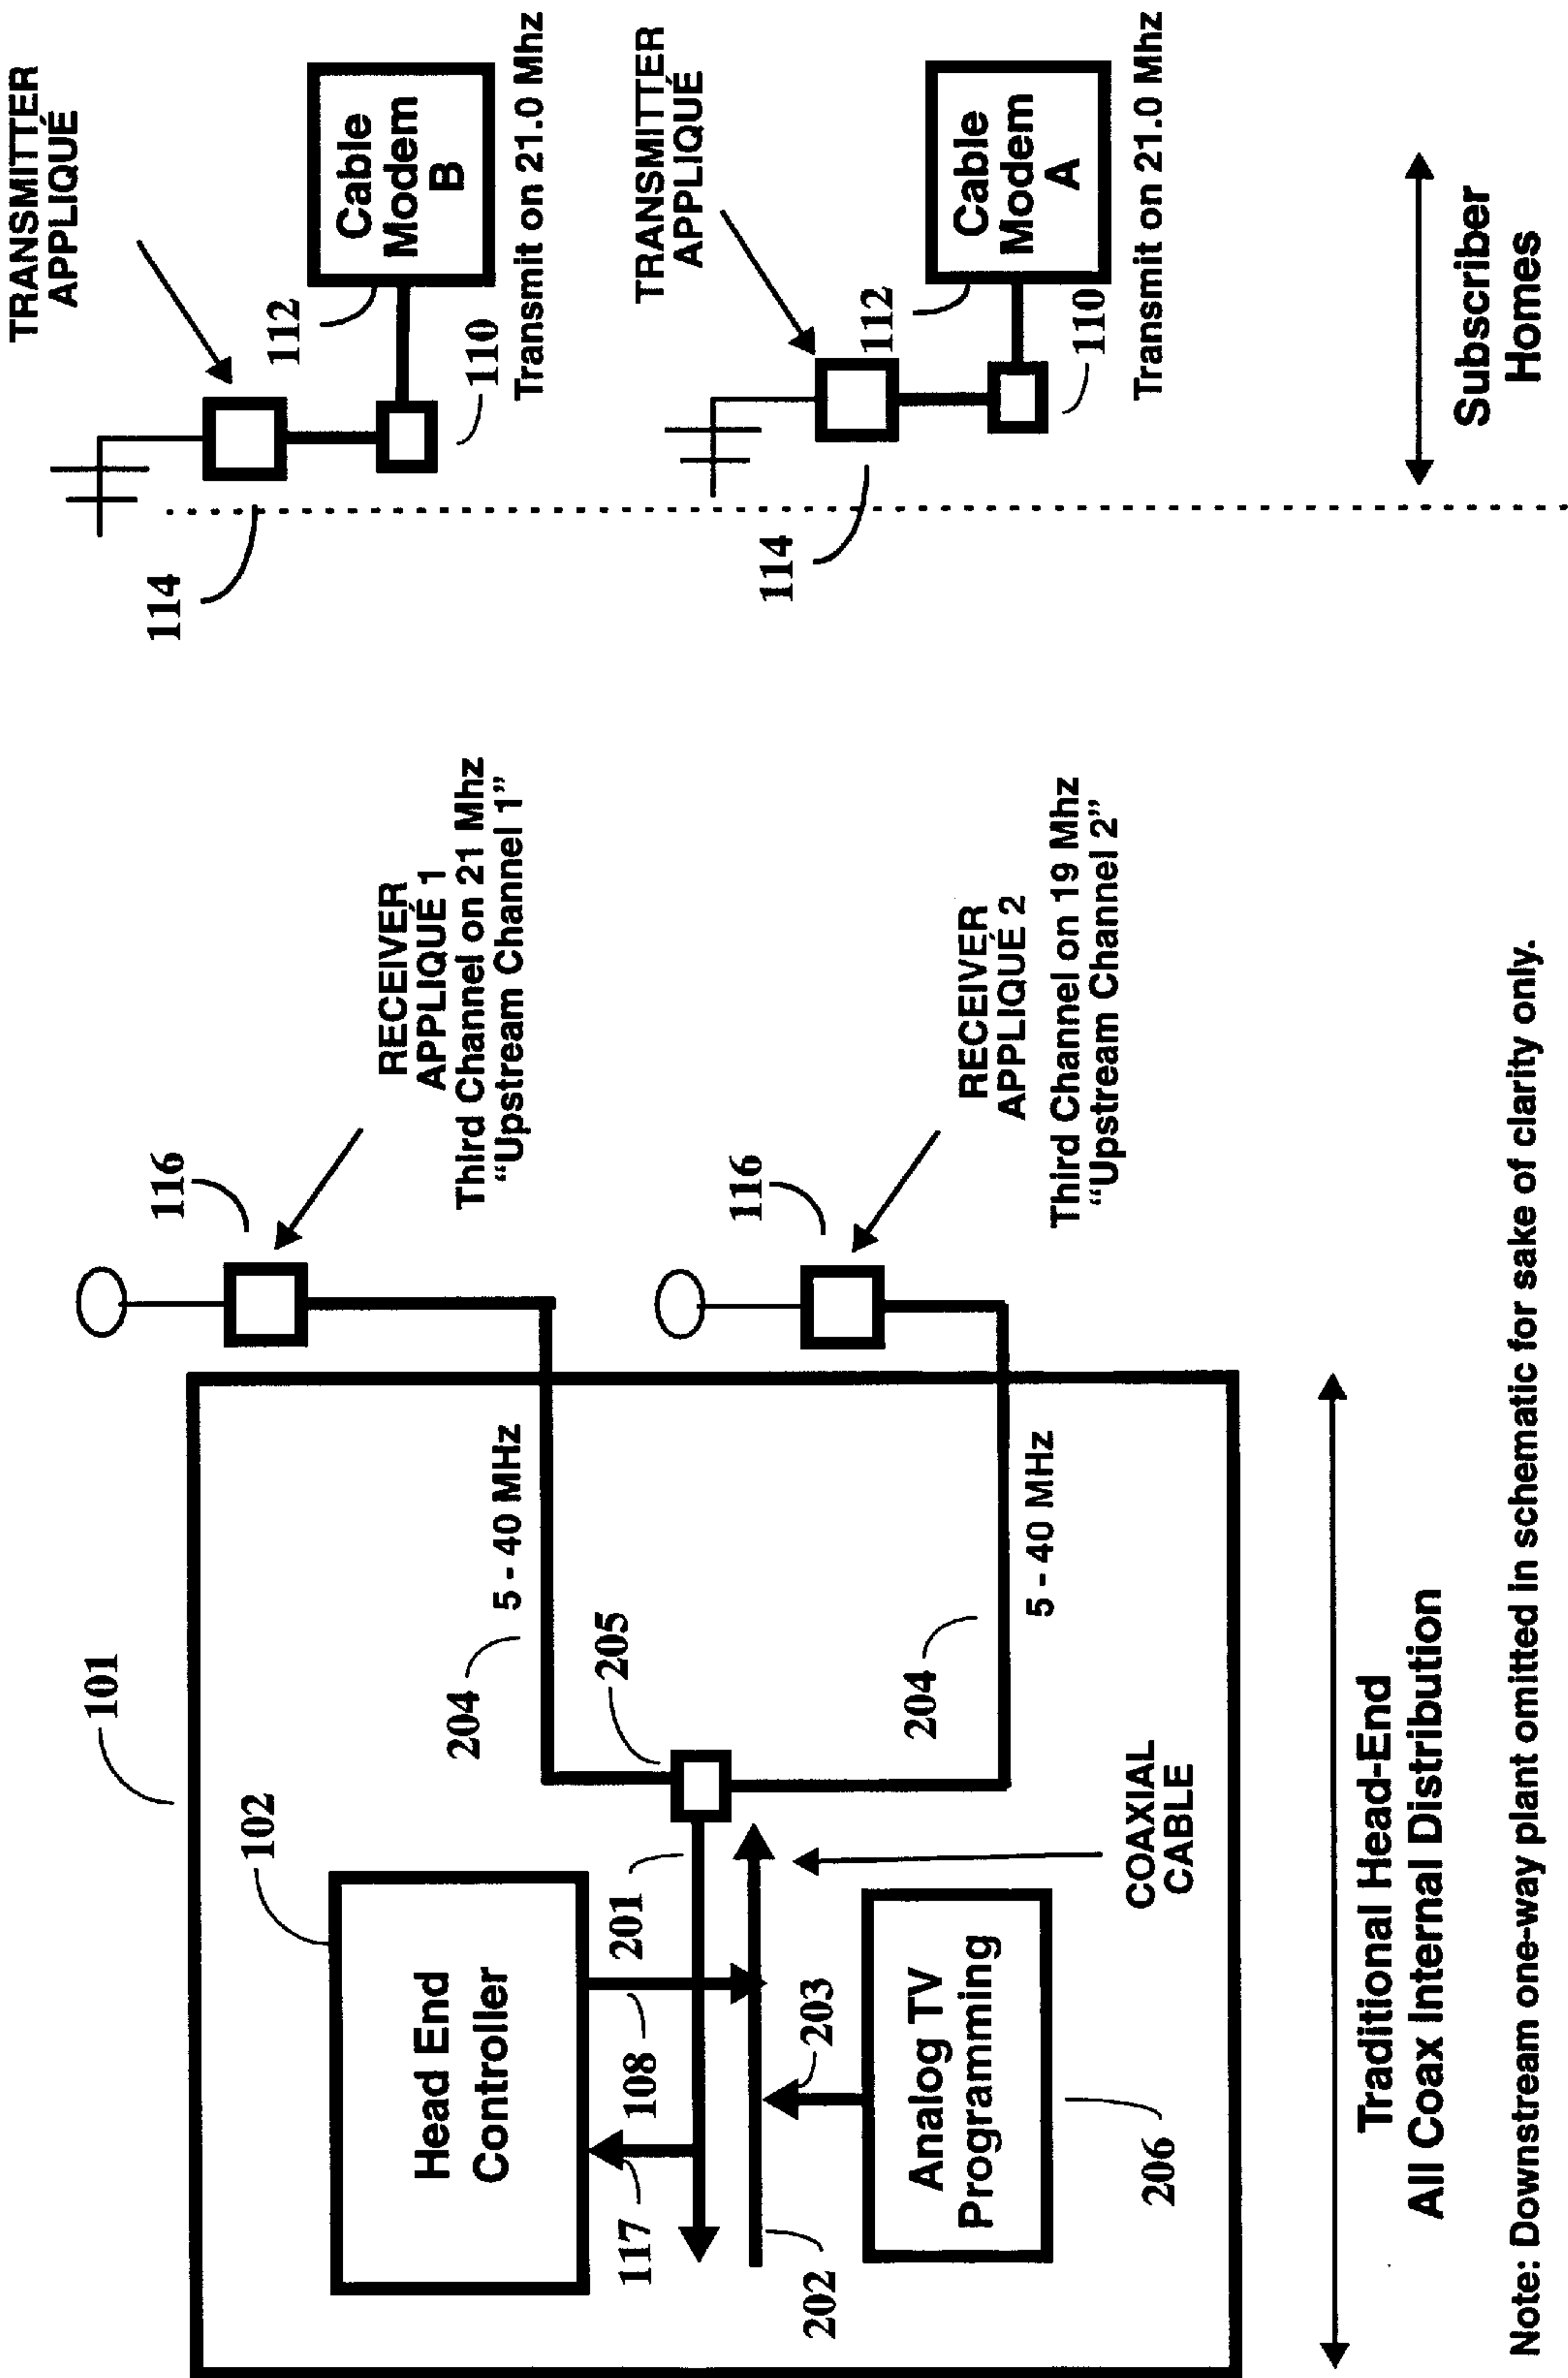 101
102
Head End
Controller
117
108
201
205
204
5 - 40 MHz
202
203
Analog TV
Programming
206
COAXIAL
CABLE
204
5 - 40 MHz
116
RECEIVER
APPLIQUÉ 1
Third Channel on 21 Mhz
“Upstream Channel 1”
116
RECEIVER
APPLIQUÉ 2
Third Channel on 19 Mhz
“Upstream Channel 2”
114
TRANSMITTER
APPLIQUÉ
112
Cable
Modem
B
110
Transmit on 21.0 Mhz
114
TRANSMITTER
APPLIQUÉ
112
Cable
Modem
A
110
Transmit on 21.0 Mhz
Traditional Head-End
All Coax Internal Distribution
Subscriber
Homes
Note: Downstream one-way plant omitted in schematic for sake of clarity only.